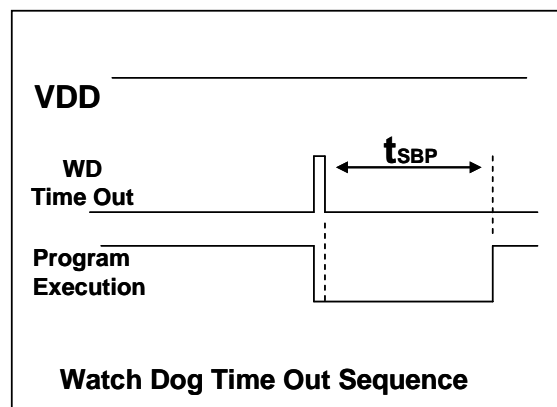 VDD
WD
Time Out
tSBP
Program
Execution
Watch Dog Time Out Sequence